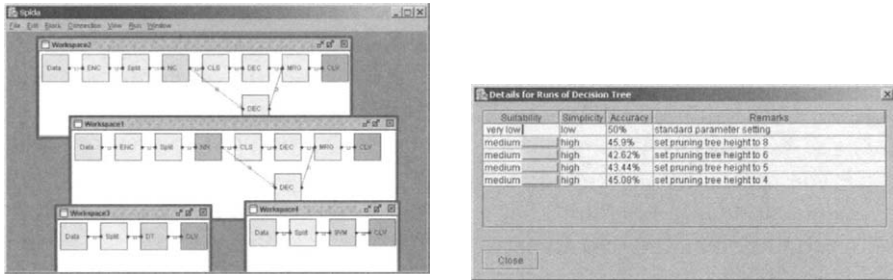 Spida
File Edit Block Connection View Run Window
Workspace2
Data ENC Split NC CLS DEC MRG CLV
DEC
Workspace1
Data ENC Split NN CLS DEC MRG CLV
DEC
Workspace3
Data Split DT CLV
Workspace4
Data Split SVM CLV
Details for Runs of Decision Tree
Suitability Simplicity Accuracy Remarks
very low low 50% standard parameter setting
medium high 45.9% set pruning tree height to 8
medium high 42.62% set pruning tree height to 6
medium high 43.44% set pruning tree height to 5
medium high 45.08% set pruning tree height to 4
Close